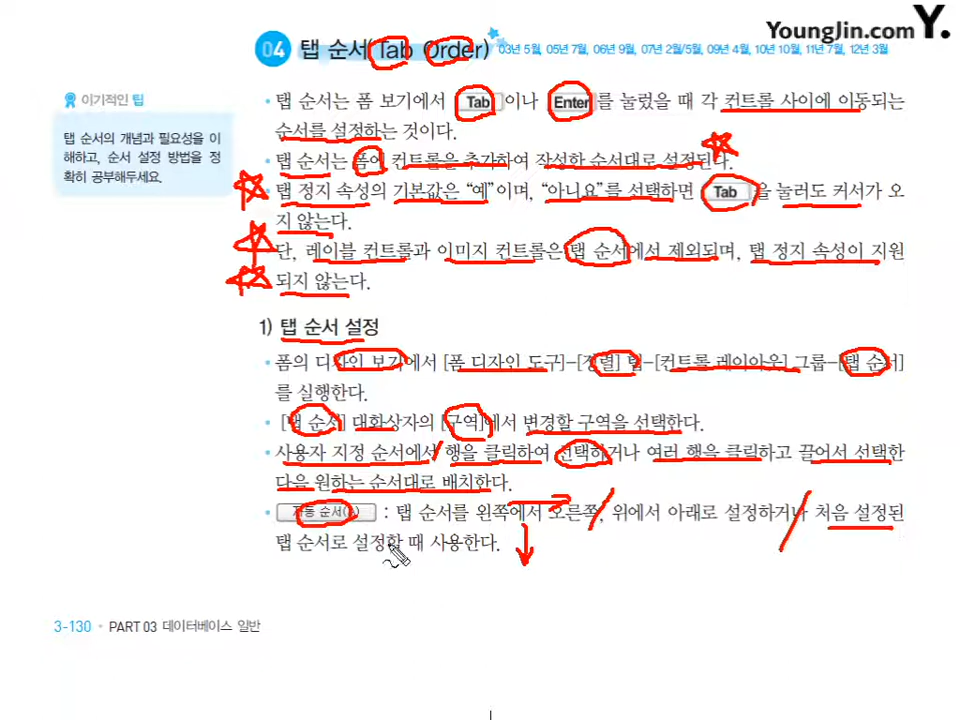 Younglin.com Y.
04 탭 순서(Tab Order) 03년 5월, 05년 7월, 06년 9월, 07년 2월/5월, 09년 4월, 10년 10월, 11년 7월, 12년 3월
이기적인 팁
탭 순서의 개념과 필요성을 이
해하고, 순서 설정 방법을 정
확히 공부해두세요.
• 탭 순서는 폼 보기에서 Tab 이나 Enter 를 눌렀을 때 각 컨트롤 사이에 이동되는
순서를 설정하는 것이다.
• 탭 순서는 폼에 컨트롤을 추가하여 작성한 순서대로 설정된다.
• 탭 정지 속성의 기본값은 “예”이며, “아니요”를 선택하면 Tab 을 눌러도 커서가 오
지 않는다.
• 단, 레이블 컨트롤과 이미지 컨트롤은 탭 순서에서 제외되며, 탭 정지 속성이 지원
되지 않는다.
1) 탭 순서 설정
• 폼의 디자인 보기에서 [폼 디자인 도구]-[정렬] 탭-[컨트롤 레이아웃] 그룹-[탭 순서]
를 실행한다.
• [탭 순서] 대화상자의 [구역]에서 변경할 구역을 선택한다.
• 사용자 지정 순서에서 행을 클릭하여 선택하거나 여러 행을 클릭하고 끌어서 선택한
다음 원하는 순서대로 배치한다.
• 자동 순서(A) : 탭 순서를 왼쪽에서 오른쪽, 위에서 아래로 설정하거나 처음 설정된
탭 순서로 설정할 때 사용한다.
3-130 • PART 03 데이터베이스 일반